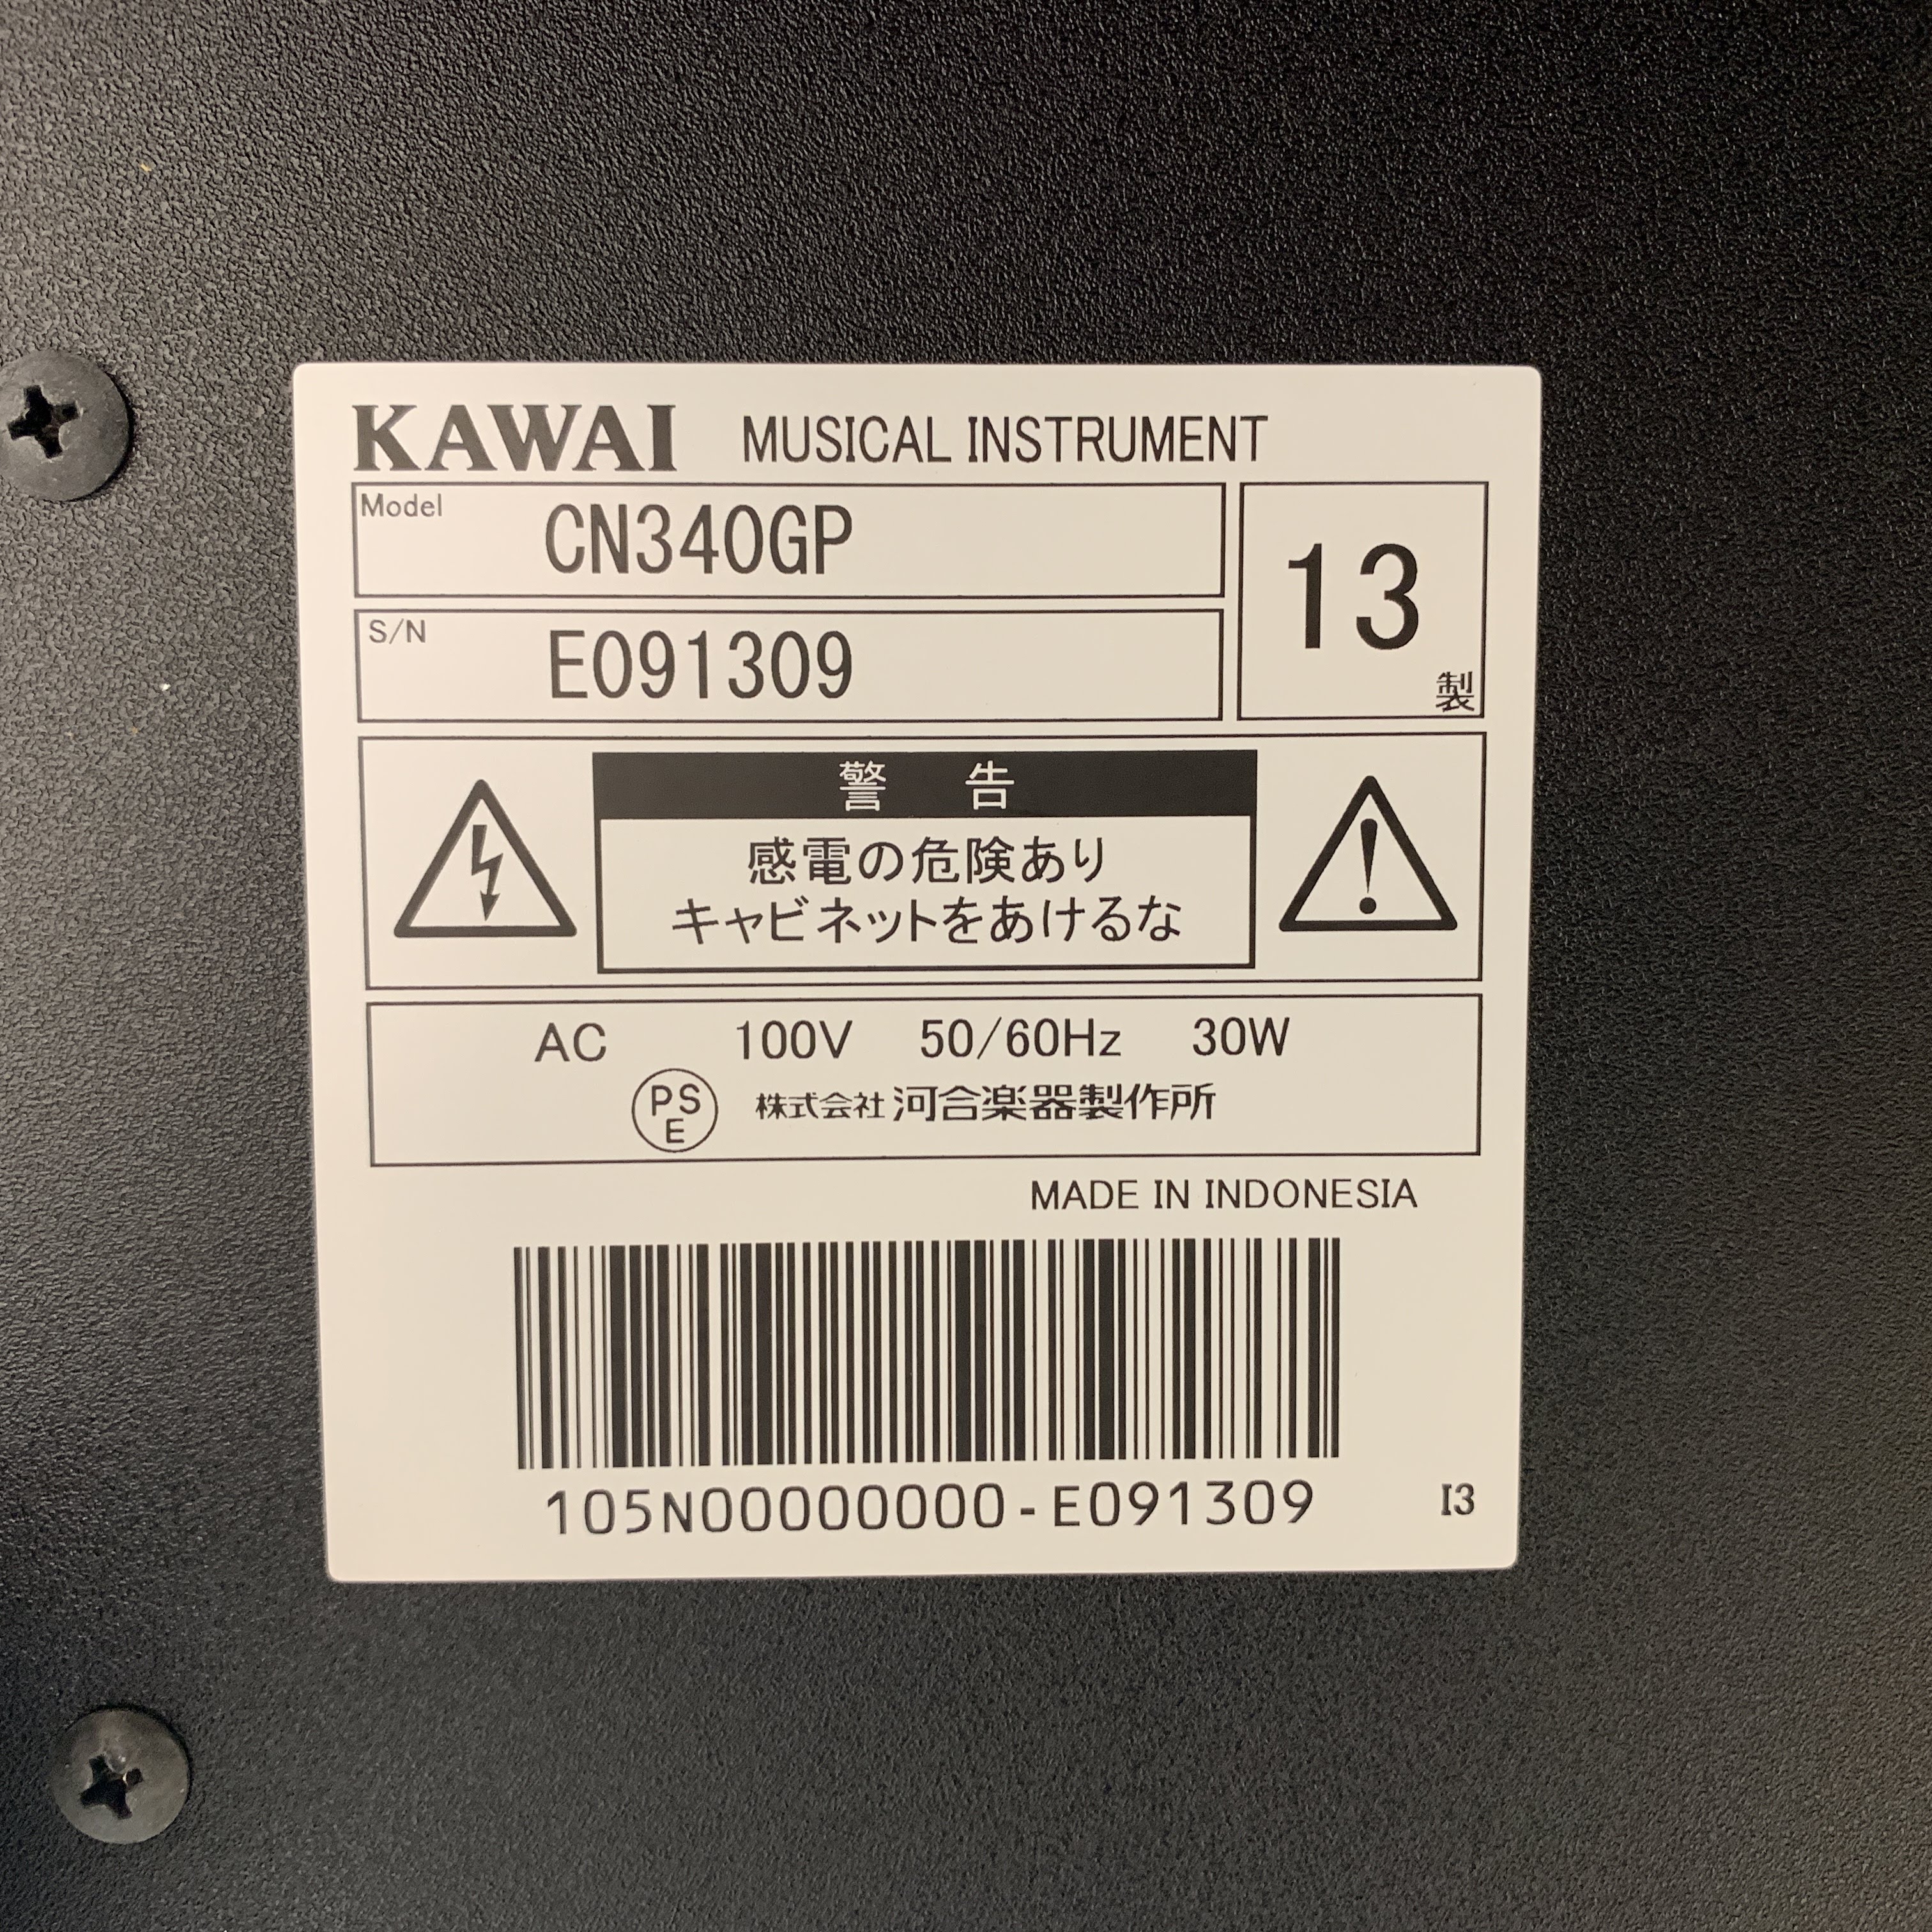 KAWAI MUSICAL INSTRUMENT
Model CN340GP
S/N E091309
13製
警告
感電の危険あり
キャビネットをあけるな
AC 100V 50/60Hz 30W
PSE 株式会社 河合楽器製作所
MADE IN INDONESIA
105N00000000-E091309 I3